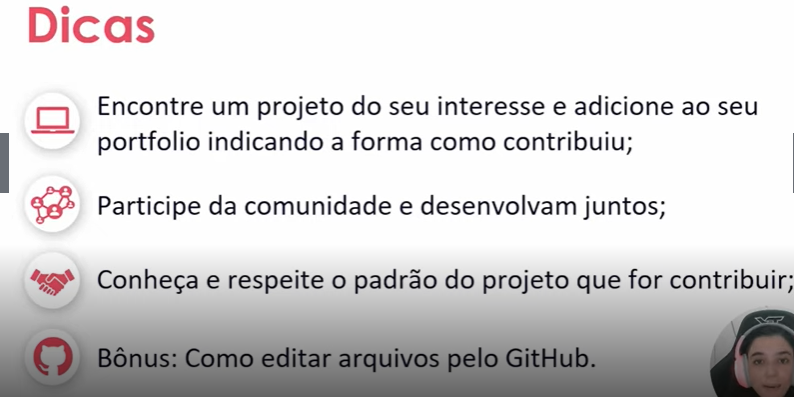 Dicas
Encontre um projeto do seu interesse e adicione ao seu
portfolio indicando a forma como contribuiu;
Participe da comunidade e desenvolvam juntos;
Conheça e respeite o padrão do projeto que for contribuir;
Bônus: Como editar arquivos pelo GitHub.